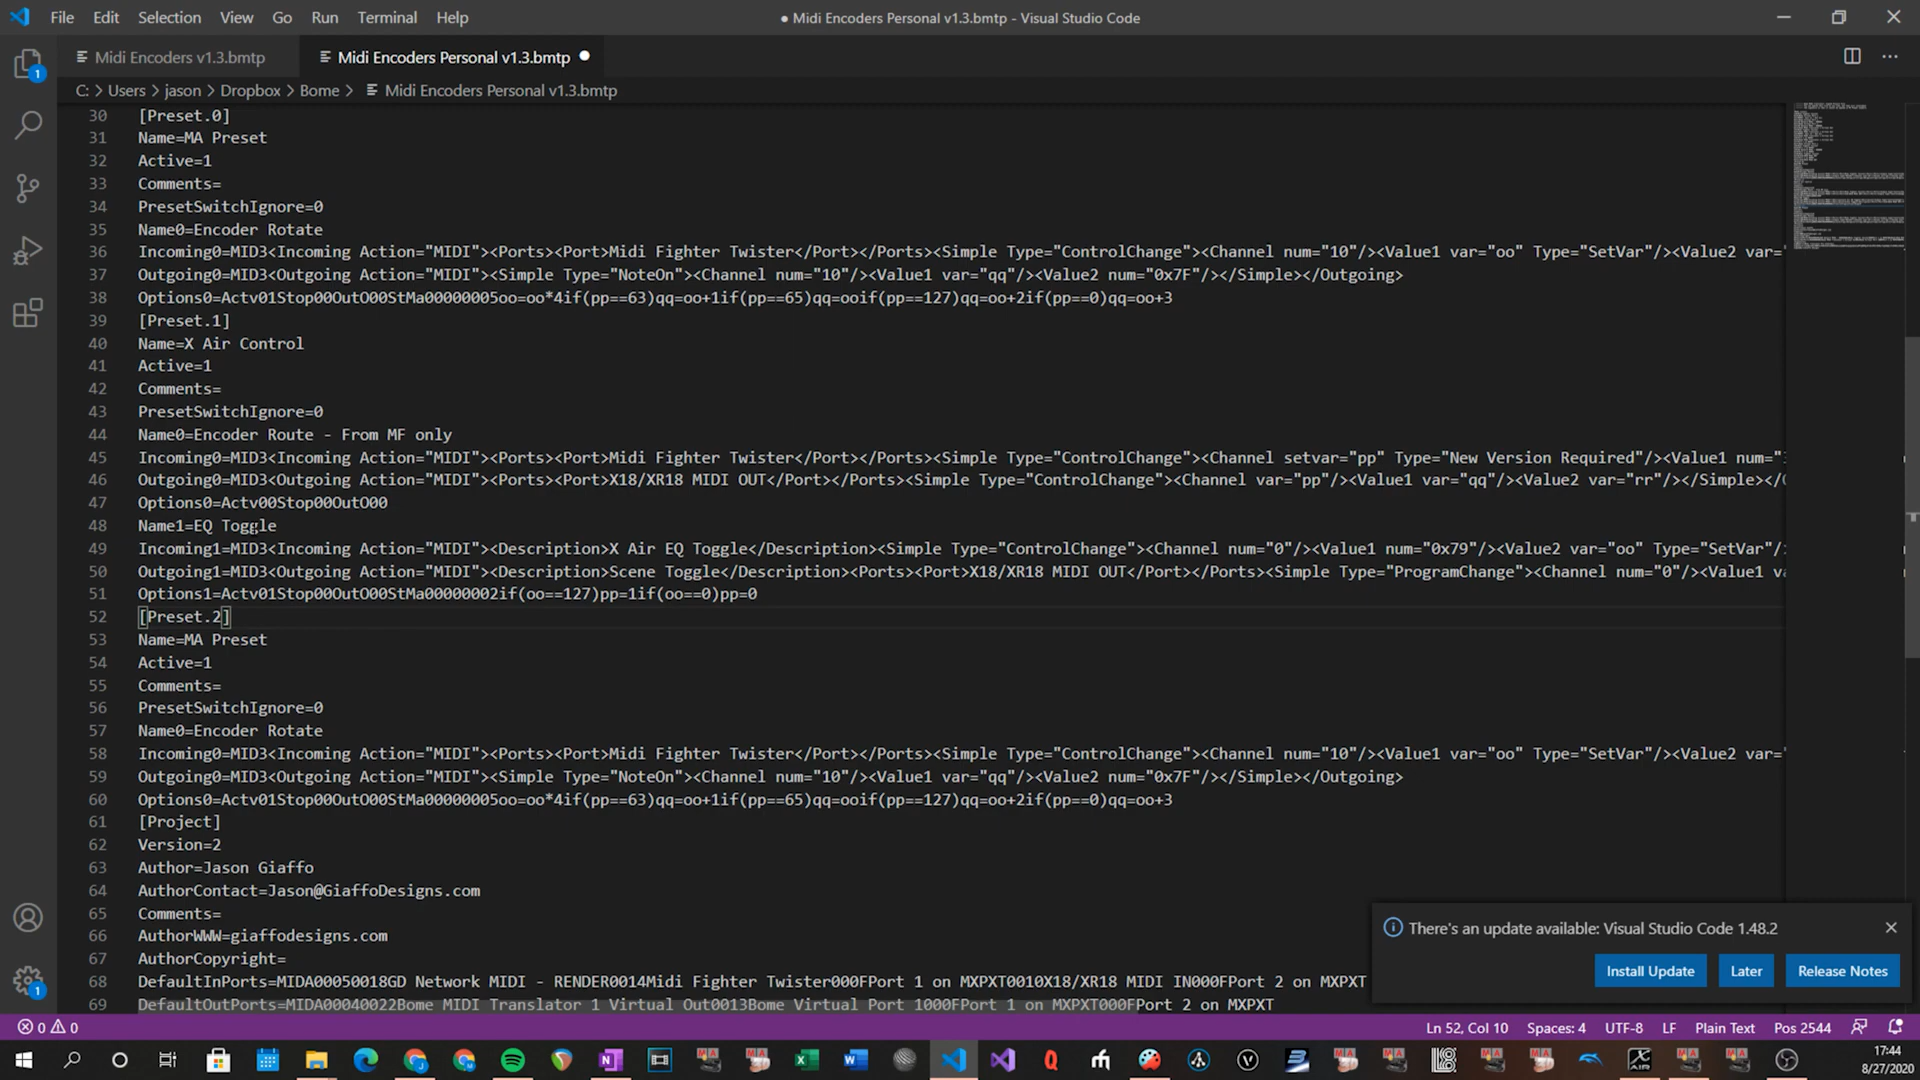 File Edit Selection View Go Run Terminal Help
● Midi Encoders Personal v1.3.bmtp - Visual Studio Code
Midi Encoders v1.3.bmtp
Midi Encoders Personal v1.3.bmtp ●
C: > Users > jason > Dropbox > Bome > Midi Encoders Personal v1.3.bmtp
30 [Preset.0]
31 Name=MA Preset
32 Active=1
33 Comments=
34 PresetSwitchIgnore=0
35 Name0=Encoder Rotate
36 Incoming0=MID3<Incoming Action="MIDI"><Ports><Port>Midi Fighter Twister</Port></Ports><Simple Type="ControlChange"><Channel num="10"/><Value1 var="oo" Type="SetVar"/><Value2 var="
37 Outgoing0=MID3<Outgoing Action="MIDI"><Simple Type="NoteOn"><Channel num="10"/><Value1 var="qq"/><Value2 num="0x7F"/></Simple></Outgoing>
38 Options0=Actv01Stop00OutO00StMa00000005oo=oo*4if(pp==63)qq=oo+1if(pp==65)qq=ooif(pp==127)qq=oo+2if(pp==0)qq=oo+3
39 [Preset.1]
40 Name=X Air Control
41 Active=1
42 Comments=
43 PresetSwitchIgnore=0
44 Name0=Encoder Route - From MF only
45 Incoming0=MID3<Incoming Action="MIDI"><Ports><Port>Midi Fighter Twister</Port></Ports><Simple Type="ControlChange"><Channel setvar="pp" Type="New Version Required"/><Value1 num="
46 Outgoing0=MID3<Outgoing Action="MIDI"><Ports><Port>X18/XR18 MIDI OUT</Port></Ports><Simple Type="ControlChange"><Channel var="pp"/><Value1 var="qq"/><Value2 var="rr"/></Simple></
47 Options0=Actv00Stop00OutO00
48 Name1=EQ Toggle
49 Incoming1=MID3<Incoming Action="MIDI"><Description>X Air EQ Toggle</Description><Simple Type="ControlChange"><Channel num="0"/><Value1 num="0x79"/><Value2 var="oo" Type="SetVar"/
50 Outgoing1=MID3<Outgoing Action="MIDI"><Description>Scene Toggle</Description><Ports><Port>X18/XR18 MIDI OUT</Port></Ports><Simple Type="ProgramChange"><Channel num="0"/><Value1 va
51 Options1=Actv01Stop00OutO00StMa00000002if(oo==127)pp=1if(oo==0)pp=0
52 [Preset.2]
53 Name=MA Preset
54 Active=1
55 Comments=
56 PresetSwitchIgnore=0
57 Name0=Encoder Rotate
58 Incoming0=MID3<Incoming Action="MIDI"><Ports><Port>Midi Fighter Twister</Port></Ports><Simple Type="ControlChange"><Channel num="10"/><Value1 var="oo" Type="SetVar"/><Value2 var="
59 Outgoing0=MID3<Outgoing Action="MIDI"><Simple Type="NoteOn"><Channel num="10"/><Value1 var="qq"/><Value2 num="0x7F"/></Simple></Outgoing>
60 Options0=Actv01Stop00OutO00StMa00000005oo=oo*4if(pp==63)qq=oo+1if(pp==65)qq=ooif(pp==127)qq=oo+2if(pp==0)qq=oo+3
61 [Project]
62 Version=2
63 Author=Jason Giaffo
64 AuthorContact=Jason@GiaffoDesigns.com
65 Comments=
66 AuthorWWW=giaffodesigns.com
67 AuthorCopyright=
68 DefaultInPorts=MIDA00050018GD Network MIDI - RENDER0014Midi Fighter Twister000FPort 1 on MXPXT0010X18/XR18 MIDI IN000FPort 2 on MXPXT
69 DefaultOutPorts=MIDA00040022Bome MIDI Translator 1 Virtual Out0013Bome Virtual Port 1000FPort 1 on MXPXT000FPort 2 on MXPXT
There's an update available: Visual Studio Code 1.48.2
Install Update Later Release Notes
0 0
Ln 52, Col 10 Spaces: 4 UTF-8 LF Plain Text Pos 2544
17:44
8/27/2020